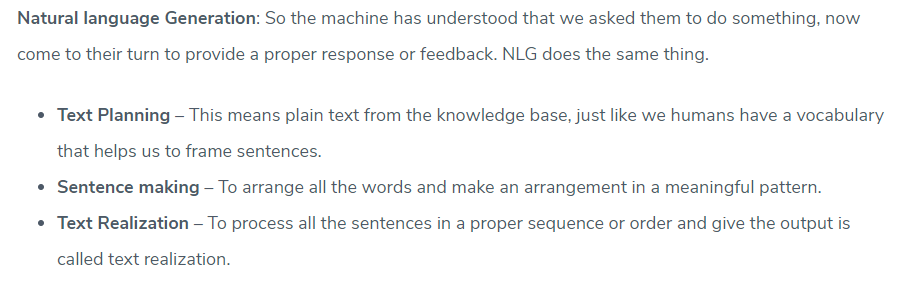 Natural language Generation: So the machine has understood that we asked them to do something, now
come to their turn to provide a proper response or feedback. NLG does the same thing.
• Text Planning – This means plain text from the knowledge base, just like we humans have a vocabulary
that helps us to frame sentences.
• Sentence making – To arrange all the words and make an arrangement in a meaningful pattern.
• Text Realization – To process all the sentences in a proper sequence or order and give the output is
called text realization.